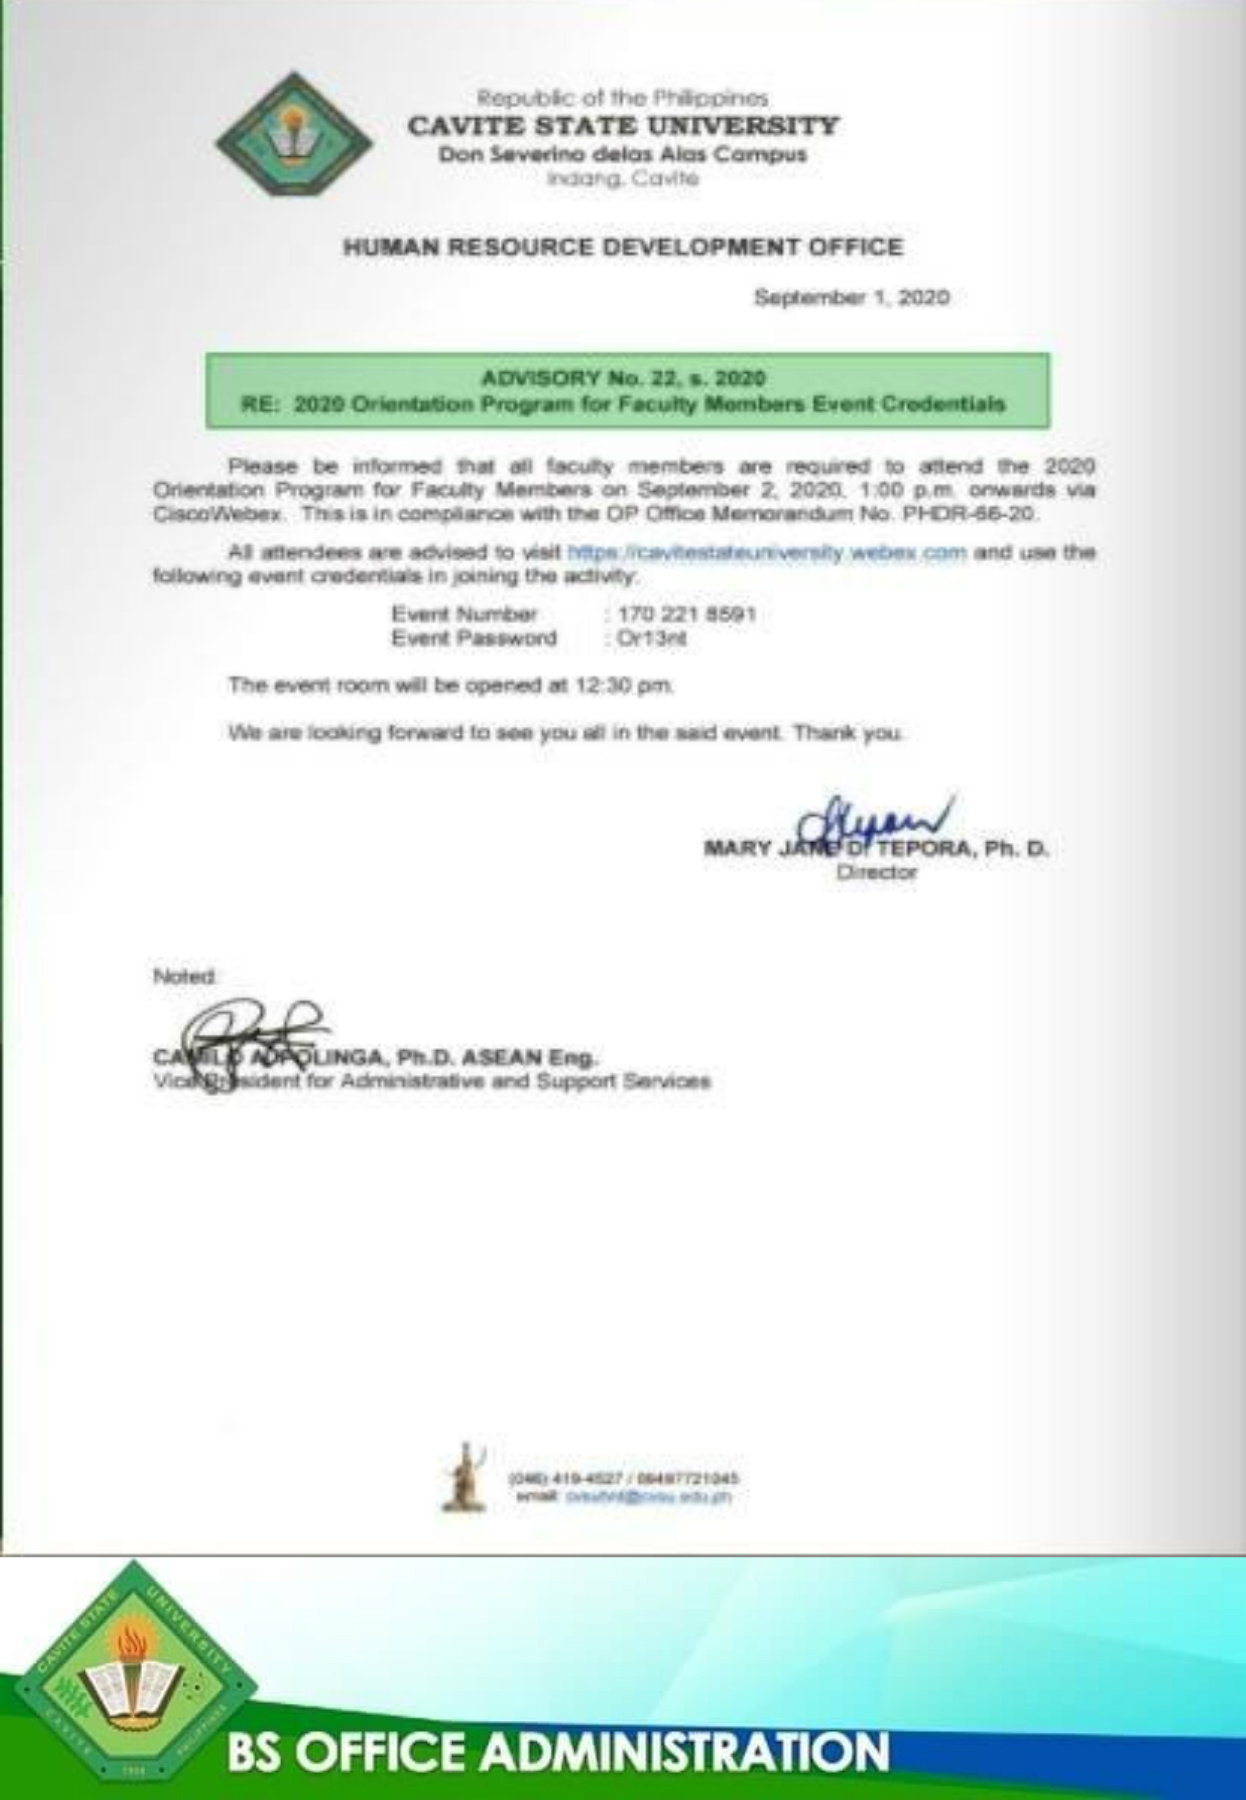 Republic of the Philippines
CAVITE STATE UNIVERSITY
Don Severino delas Alas Campus
Indang, Cavite
HUMAN RESOURCE DEVELOPMENT OFFICE
September 1, 2020
ADVISORY No. 22, s. 2020
RE: 2020 Orientation Program for Faculty Members Event Credentials
Please be informed that all faculty members are required to attend the 2020
Orientation Program for Faculty Members on September 2, 2020, 1:00 p.m. onwards via
CiscoWebex. This is in compliance with the OP Office Memorandum No. PHDR-66-20.
All attendees are advised to visit https://cavitestateuniversity.webex.com and use the
following event credentials in joining the activity:
Event Number : 170 221 8591
Event Password : Or13nt
The event room will be opened at 12:30 pm.
We are looking forward to see you all in the said event. Thank you.
MARY JANE D. TEPORA, Ph. D.
Director
Noted:
CAMILO POLINGA, Ph.D. ASEAN Eng.
Vice President for Administrative and Support Services
(046) 419-4527 / 09497721045
email:
CAVITE STATE UNIVERSITY
CAVITE PHILIPPINES
1906
BS OFFICE ADMINISTRATION